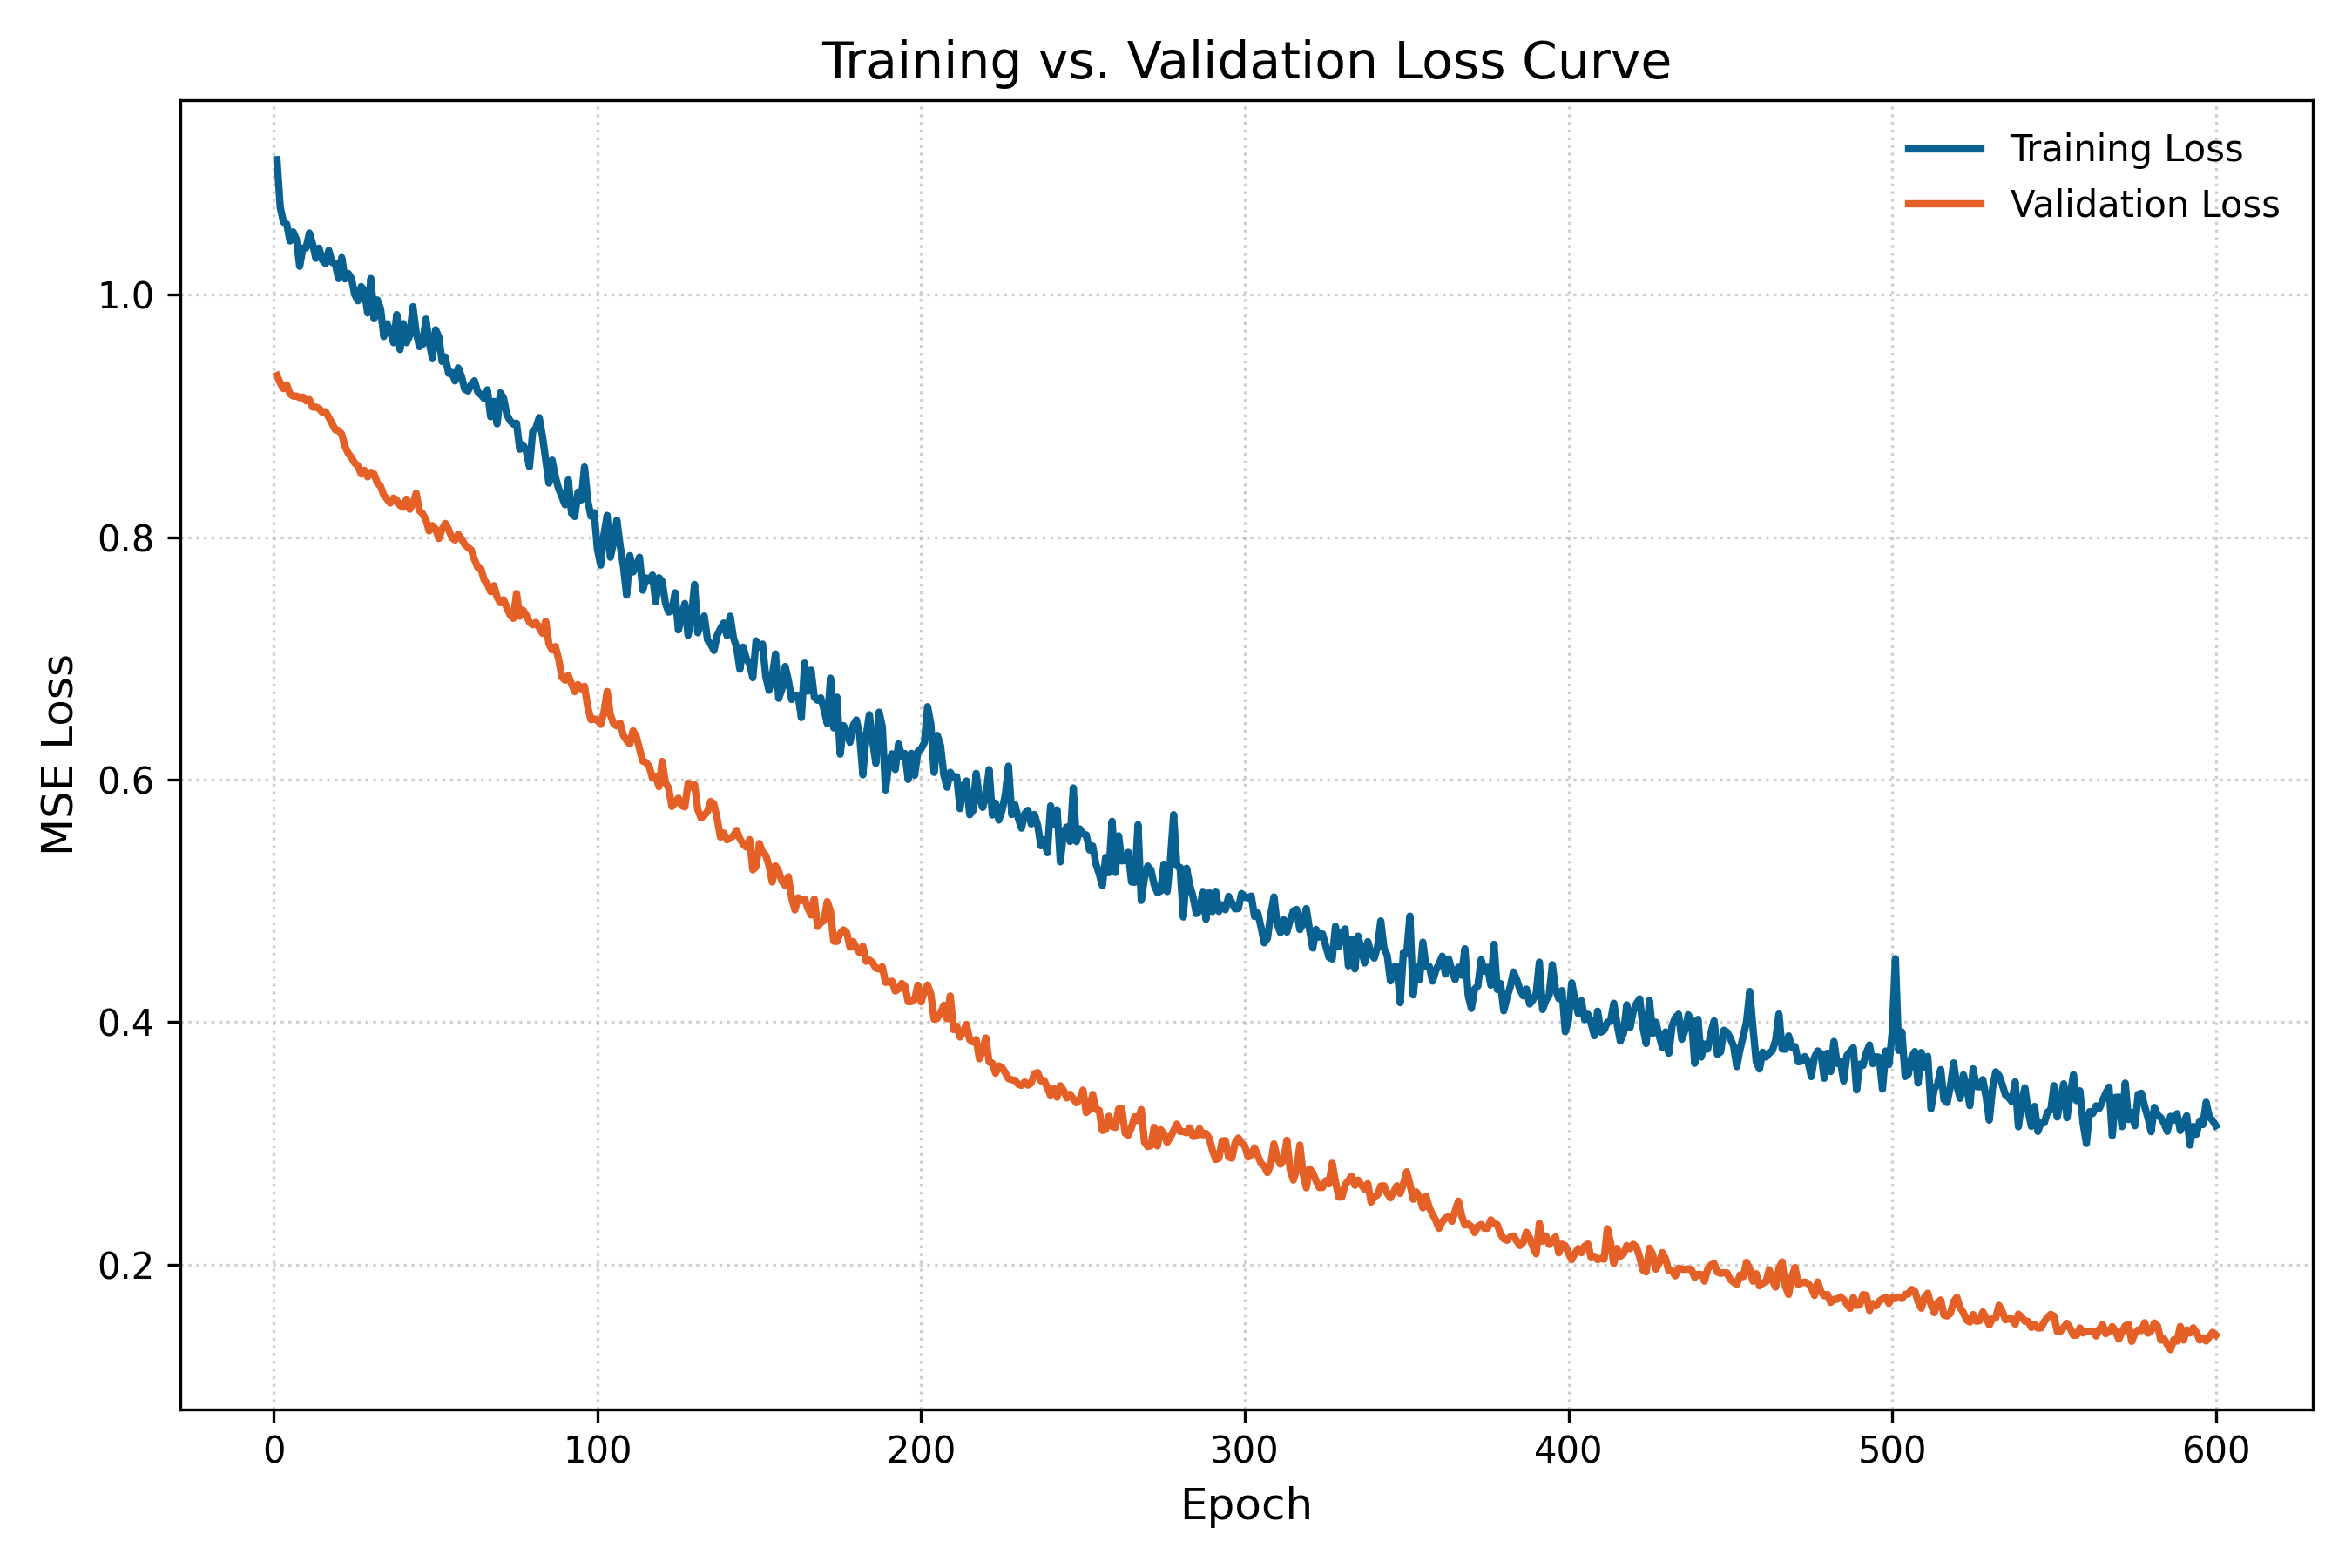 Training vs. Validation Loss Curve
Training Loss
Validation Loss
MSE Loss
1.0
0.8
0.6
0.4
0.2
0 100 200 300 400 500 600
Epoch